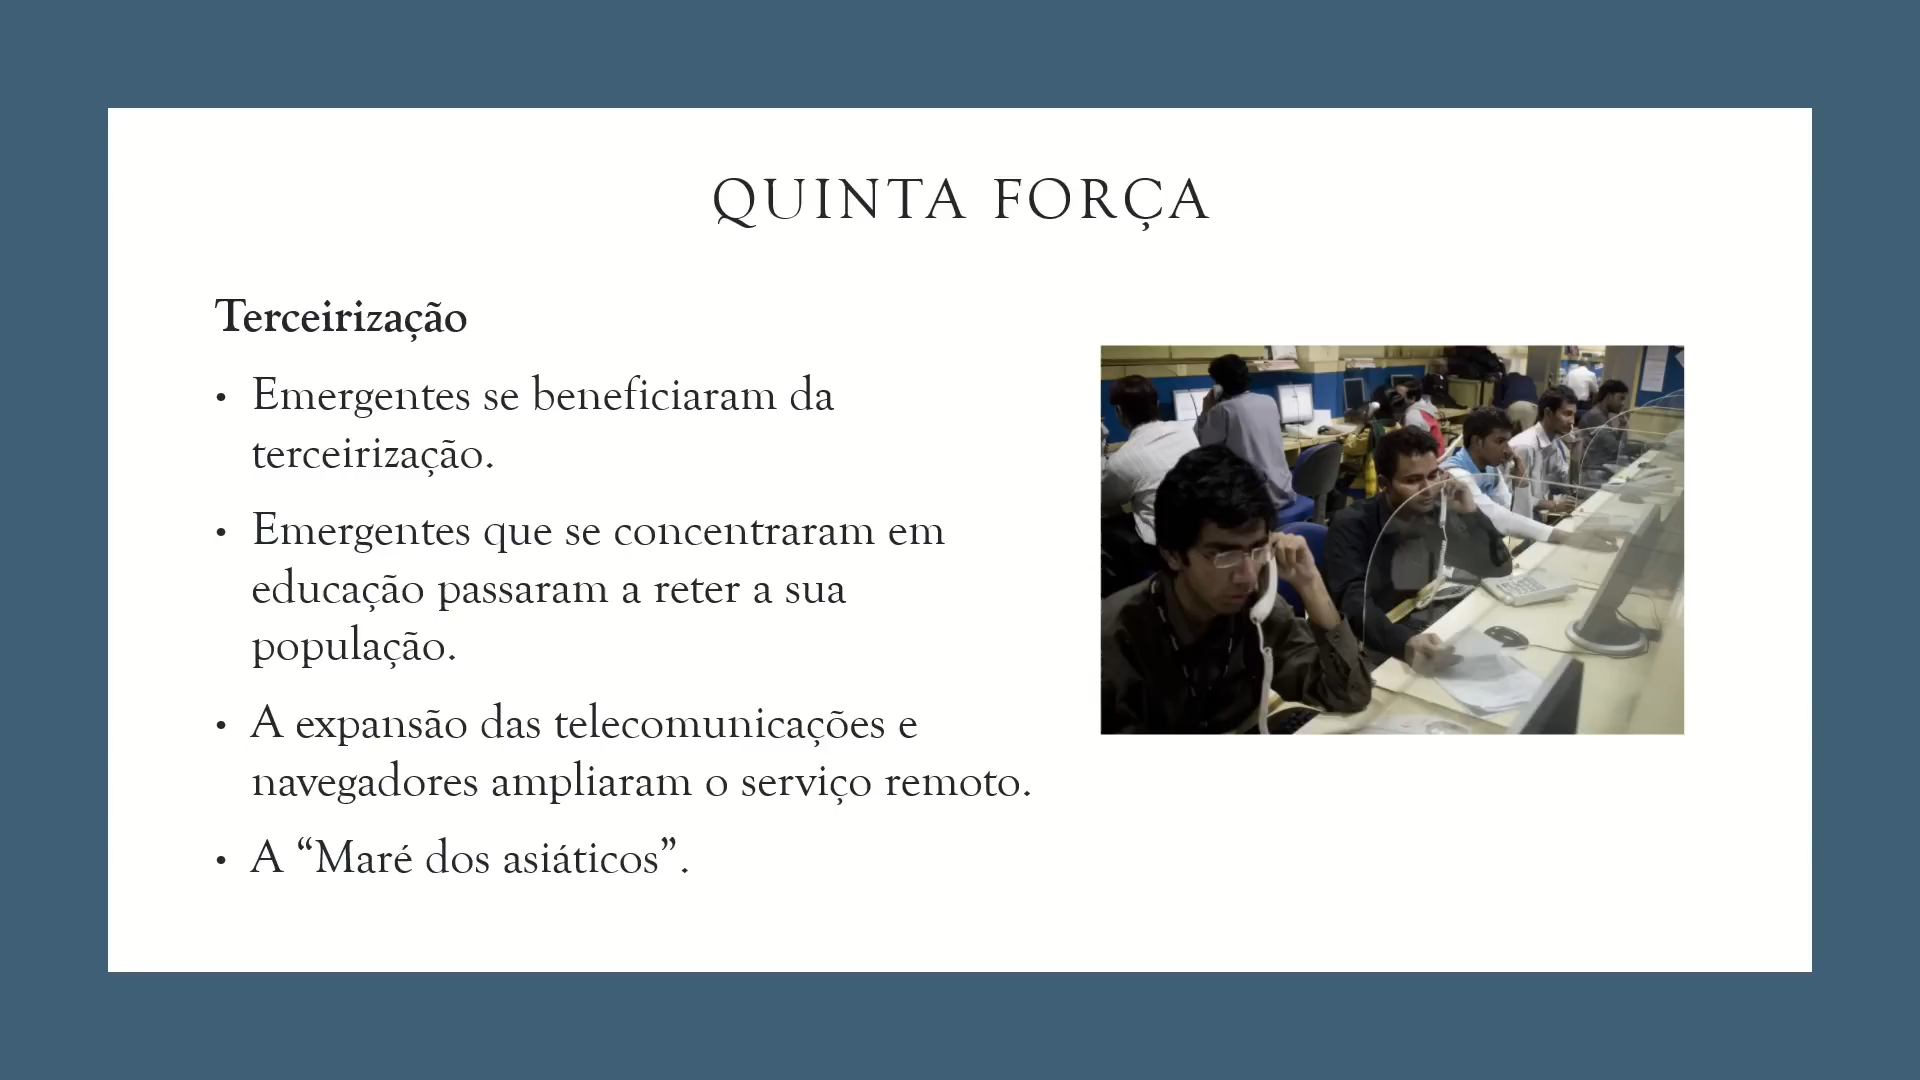 QUINTA FORÇA
Terceirização
• Emergentes se beneficiaram da
terceirização.
• Emergentes que se concentraram em
educação passaram a reter a sua
população.
• A expansão das telecomunicações e
navegadores ampliaram o serviço remoto.
• A “Maré dos asiáticos”.